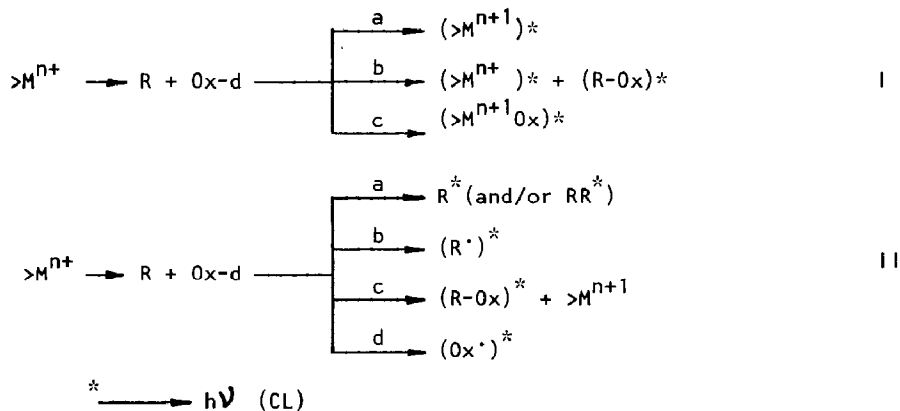 a (>M^{n+1})*
>M^{n+} → R + Ox-d b (>M^{n+} )* + (R-Ox)* I
c (>M^{n+1}Ox)*
a R* (and/or RR*)
b (R·)*
>M^{n+} → R + Ox-d II
c (R-Ox)* + >M^{n+1}
d (Ox·)*
* → hν (CL)